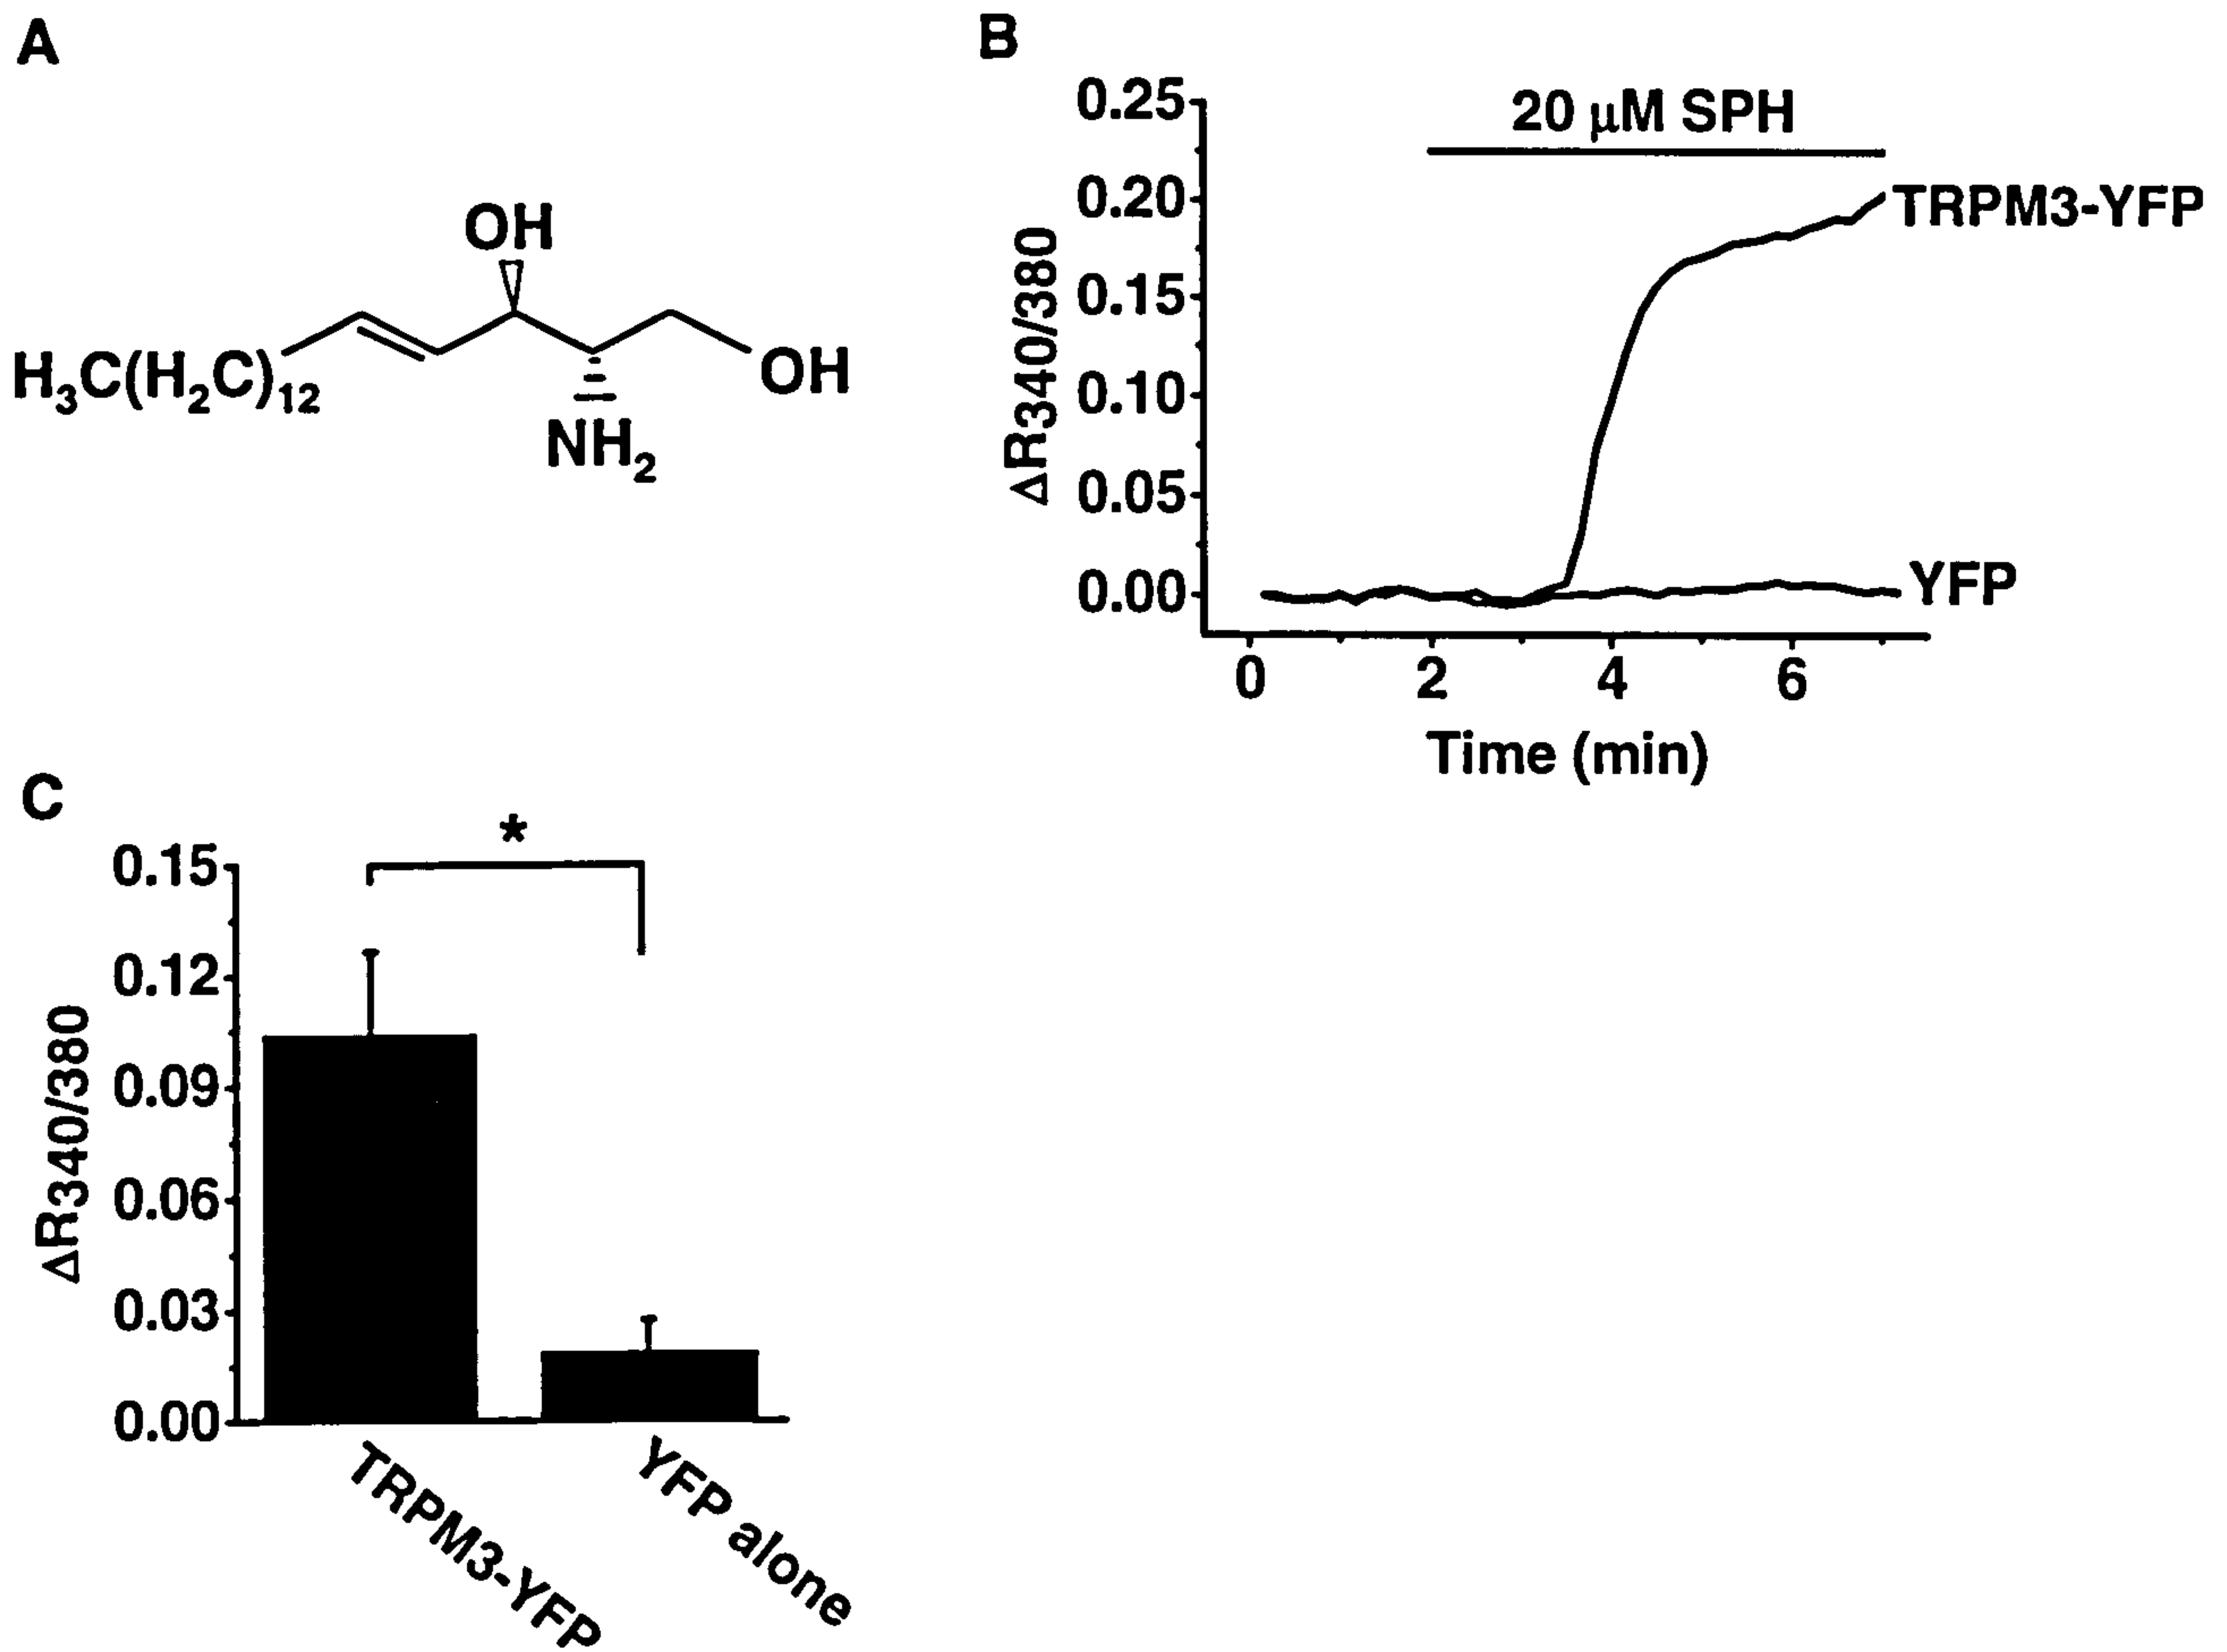 A
OH
H₃C(H₂C)₁₂
OH
NH₂
B
0.25
0.20
0.15
0.10
0.05
0.00
ΔR340/380
20 μM SPH
TRPM3-YFP
YFP
0 2 4 6
Time (min)
C
*
0.15
0.12
0.09
0.06
0.03
0.00
ΔR340/380
TRPM3-YFP
YFP alone